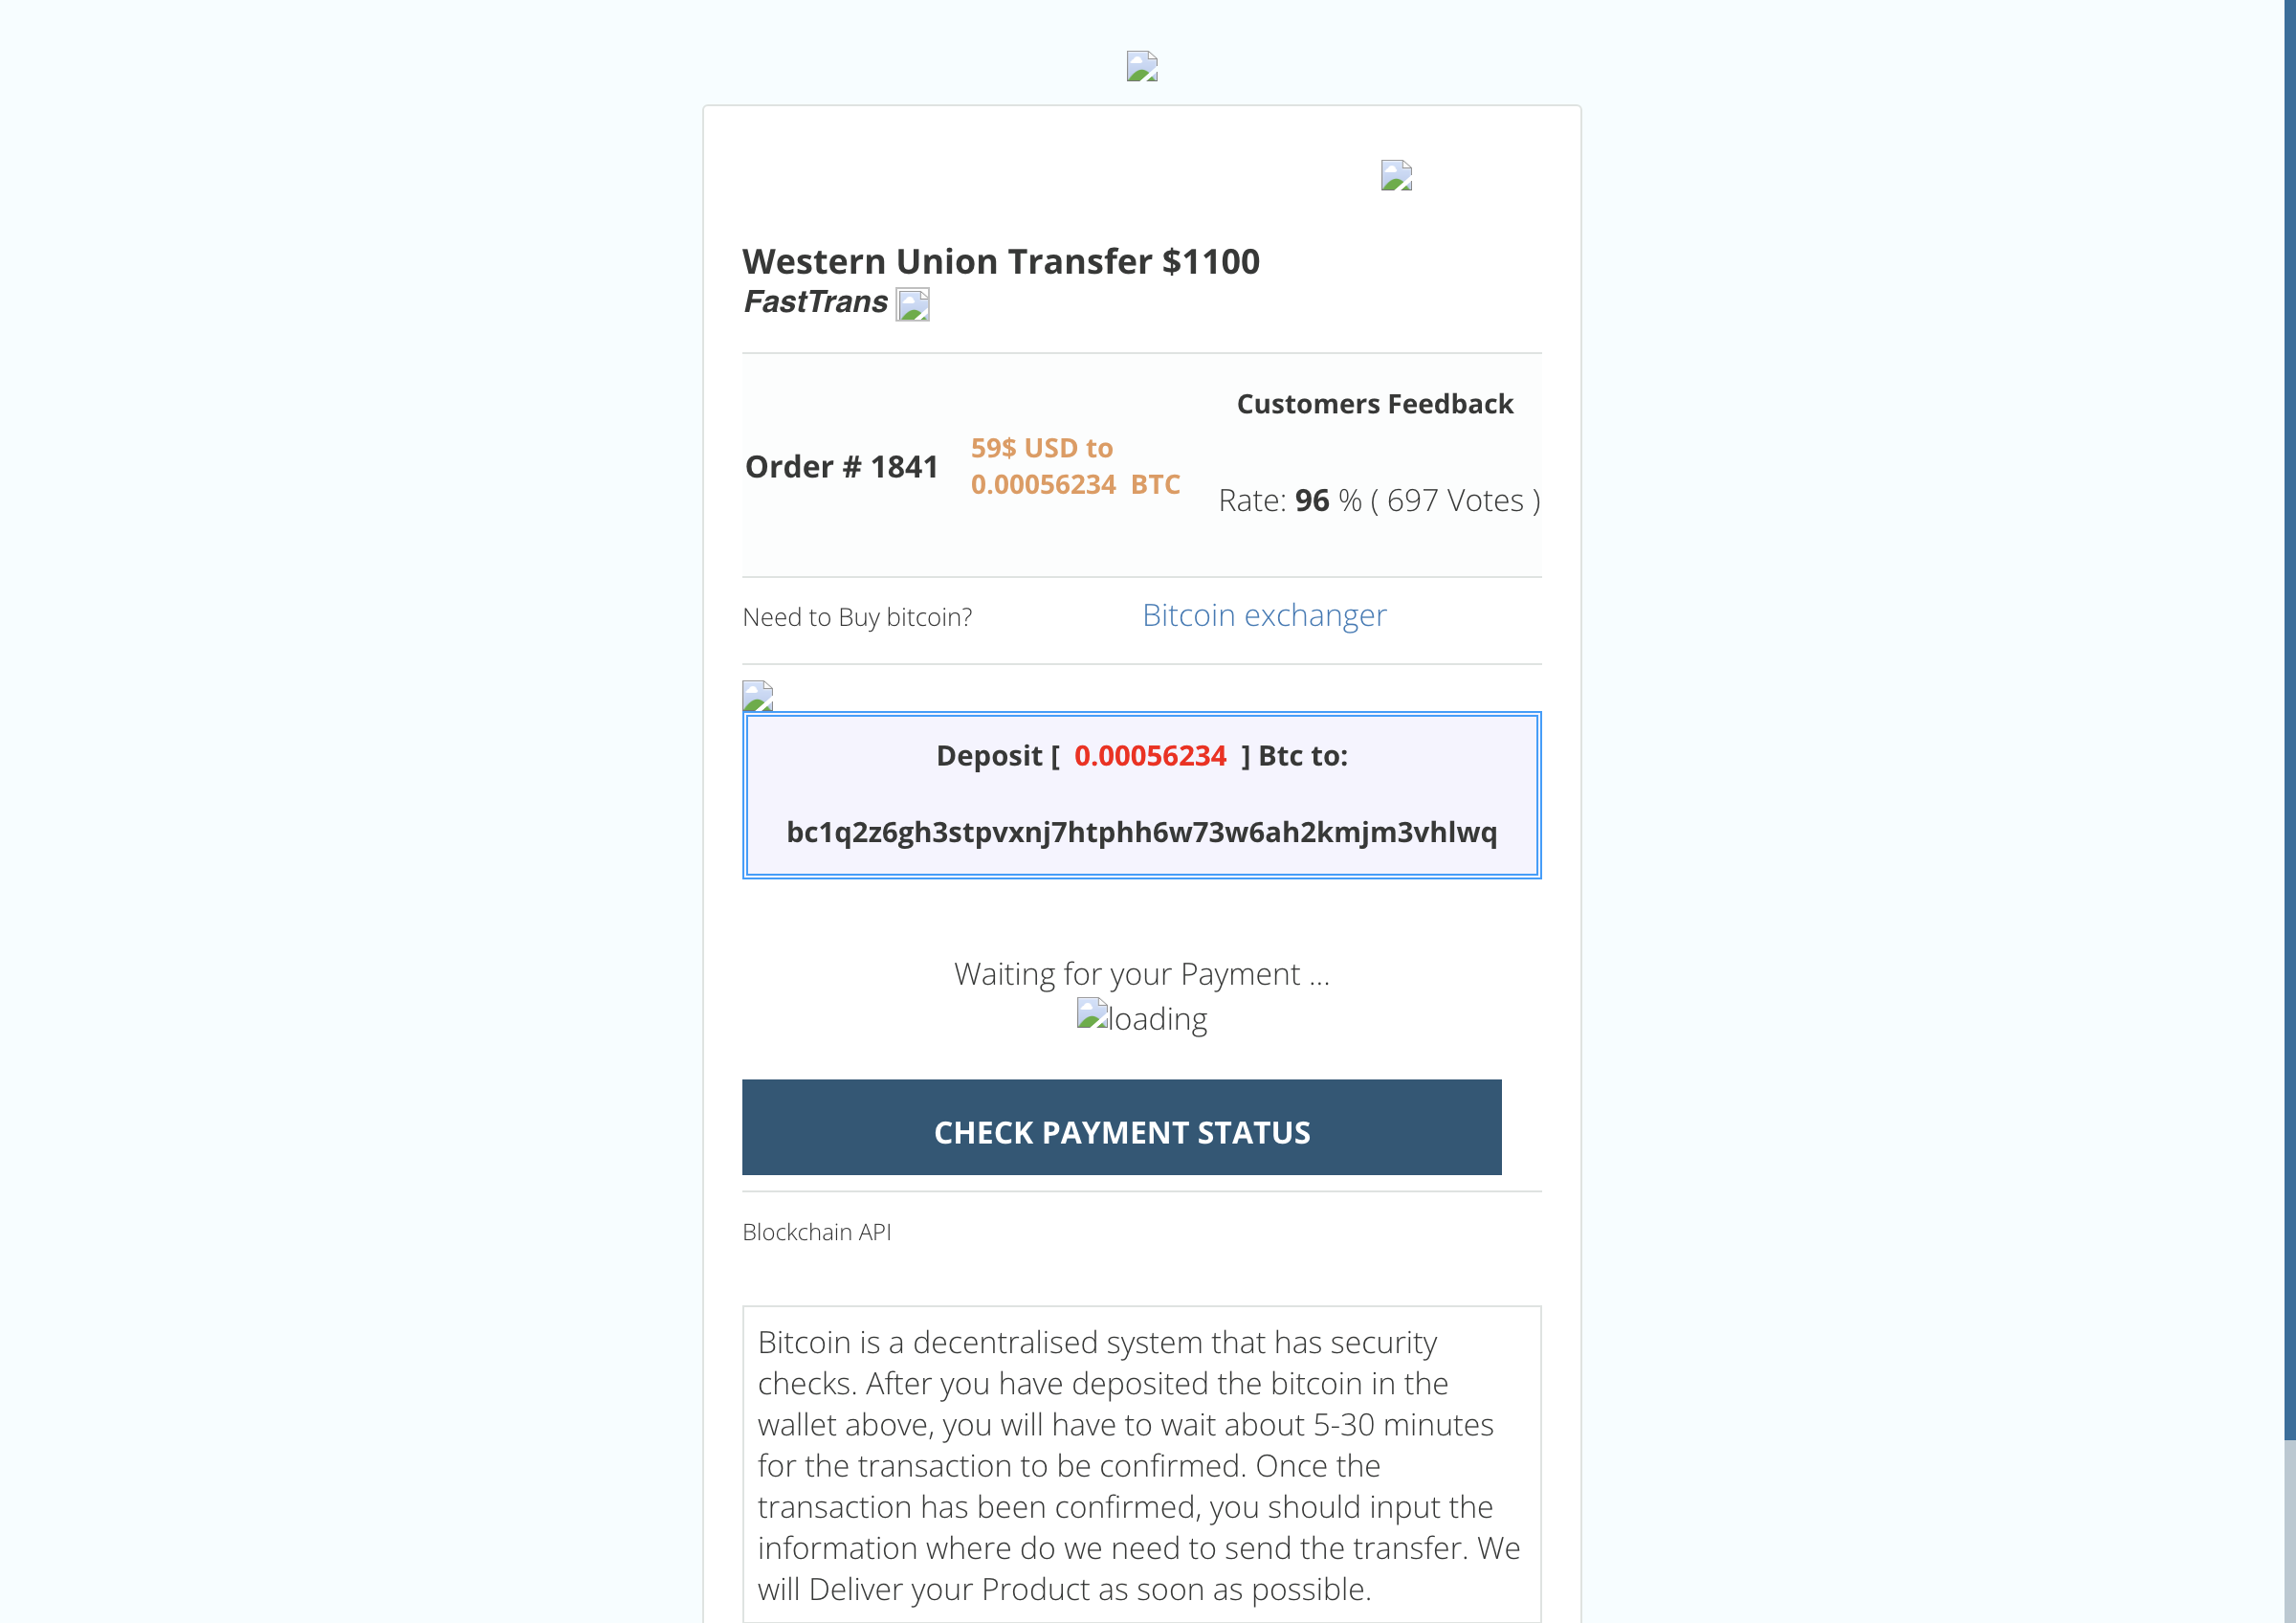 Western Union Transfer $1100
FastTrans
Customers Feedback
Order # 1841
59$ USD to
0.00056234 BTC
Rate: 96 % ( 697 Votes )
Need to Buy bitcoin?
Bitcoin exchanger
Deposit [ 0.00056234 ] Btc to:
bc1q2z6gh3stpvxnj7htphh6w73w6ah2kmjm3vhlwq
Waiting for your Payment ...
loading
CHECK PAYMENT STATUS
Blockchain API
Bitcoin is a decentralised system that has security
checks. After you have deposited the bitcoin in the
wallet above, you will have to wait about 5-30 minutes
for the transaction to be confirmed. Once the
transaction has been confirmed, you should input the
information where do we need to send the transfer. We
will Deliver your Product as soon as possible.